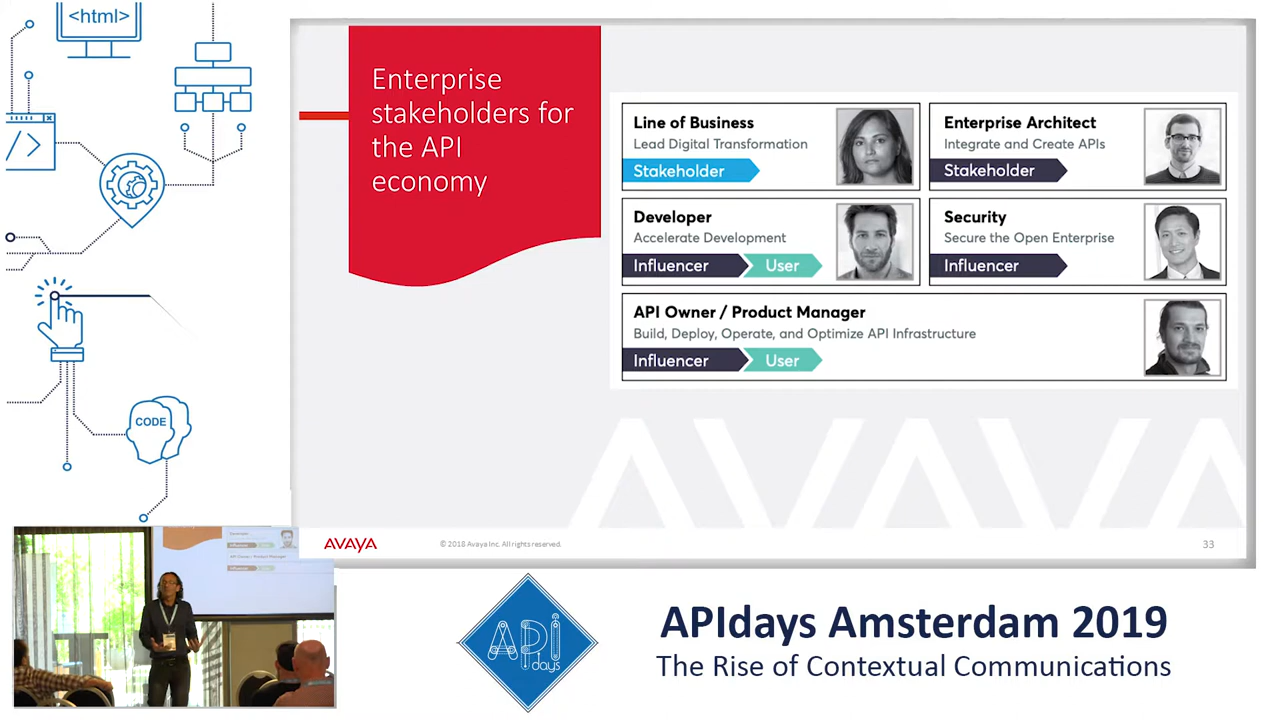 <html>
</>
CODE
Enterprise
stakeholders for
the API
economy
Line of Business
Lead Digital Transformation
Stakeholder
Enterprise Architect
Integrate and Create APIs
Stakeholder
Developer
Accelerate Development
Influencer
User
Security
Secure the Open Enterprise
Influencer
API Owner / Product Manager
Build, Deploy, Operate, and Optimize API Infrastructure
Influencer
User
AVAYA
© 2018 Avaya Inc. All rights reserved.
33
API
days
APIdays Amsterdam 2019
The Rise of Contextual Communications